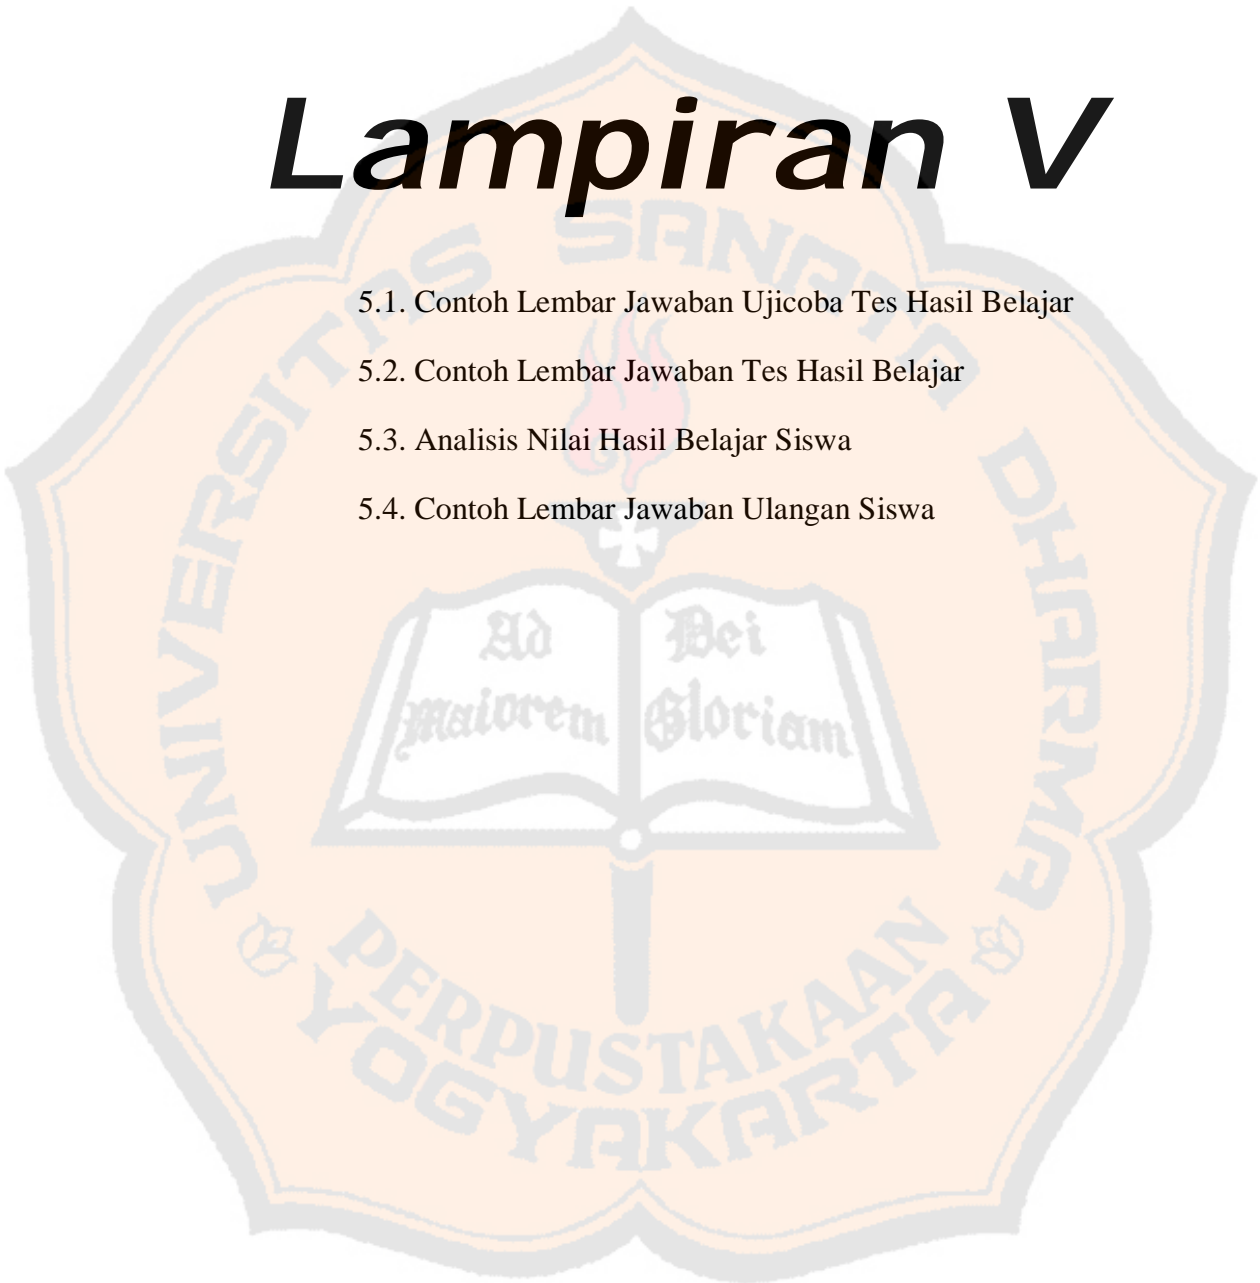 Lampiran V
UNIVERSITAS SANATA DHARMA
5.1. Contoh Lembar Jawaban Ujicoba Tes Hasil Belajar
5.2. Contoh Lembar Jawaban Tes Hasil Belajar
5.3. Analisis Nilai Hasil Belajar Siswa
5.4. Contoh Lembar Jawaban Ulangan Siswa
Ad
maiorem
Dei
Gloriam
PERPUSTAKAAN
YOGYAKARTA